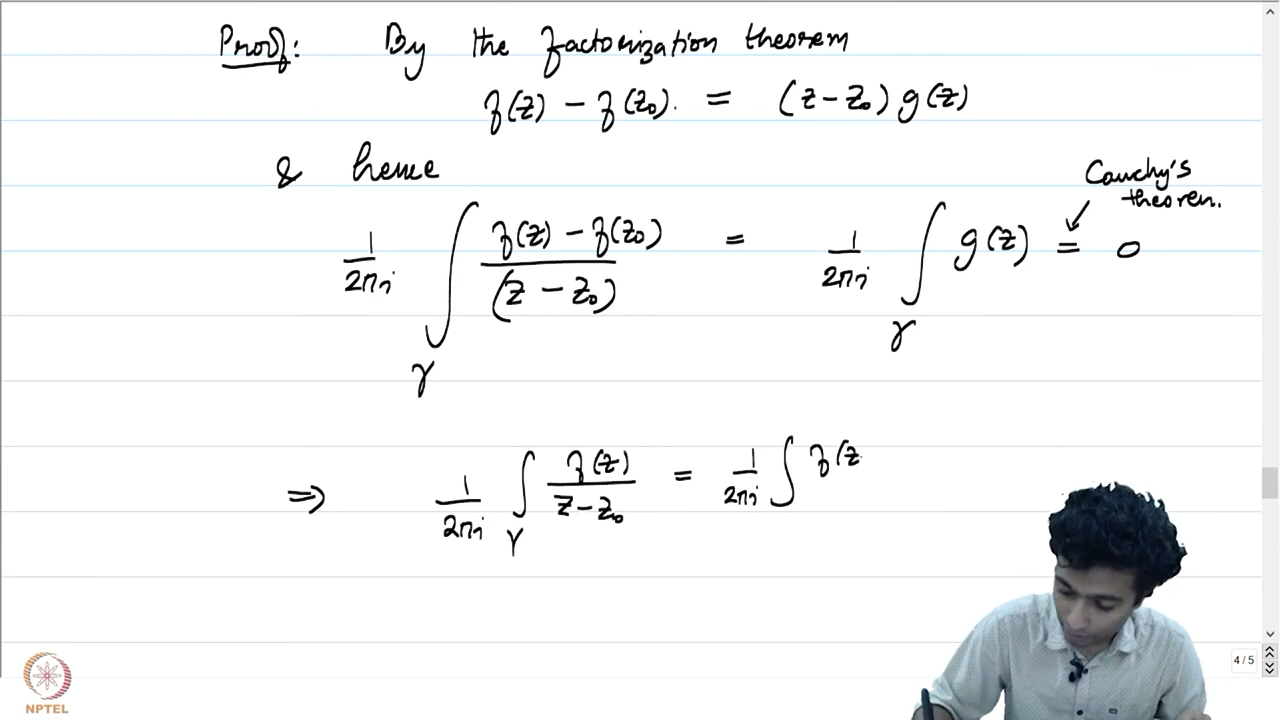 Proof: By the factorization theorem
f(z) − f(z₀). = (z−z₀) g(z)
& hence
Cauchy's theorem.
1/2πi ∫_γ f(z) − f(z₀)/(z − z₀) = 1/2πi ∫_γ g(z) = 0
⇒ 1/2πi ∫_γ f(z)/z−z₀ = 1/2πi ∫ f(z
4 / 5
NPTEL